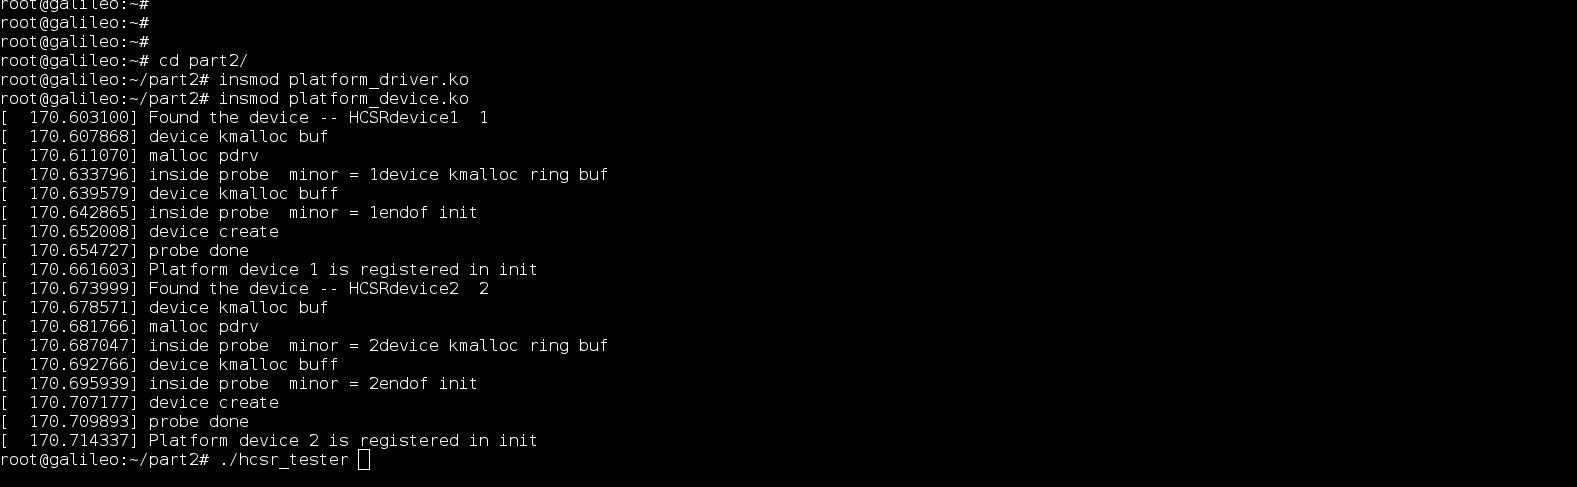 root@galileo:~#
root@galileo:~#
root@galileo:~#
root@galileo:~# cd part2/
root@galileo:~/part2# insmod platform_driver.ko
root@galileo:~/part2# insmod platform_device.ko
[  170.603100] Found the device -- HCSRdevice1  1
[  170.607868] device kmalloc buf
[  170.611070] malloc pdrv
[  170.633796] inside probe  minor = 1device kmalloc ring buf
[  170.639579] device kmalloc buff
[  170.642865] inside probe  minor = 1endof init
[  170.652008] device create
[  170.654727] probe done
[  170.661603] Platform device 1 is registered in init
[  170.673999] Found the device -- HCSRdevice2  2
[  170.678571] device kmalloc buf
[  170.681766] malloc pdrv
[  170.687047] inside probe  minor = 2device kmalloc ring buf
[  170.692766] device kmalloc buff
[  170.695939] inside probe  minor = 2endof init
[  170.707177] device create
[  170.709893] probe done
[  170.714337] Platform device 2 is registered in init
root@galileo:~/part2# ./hcsr_tester